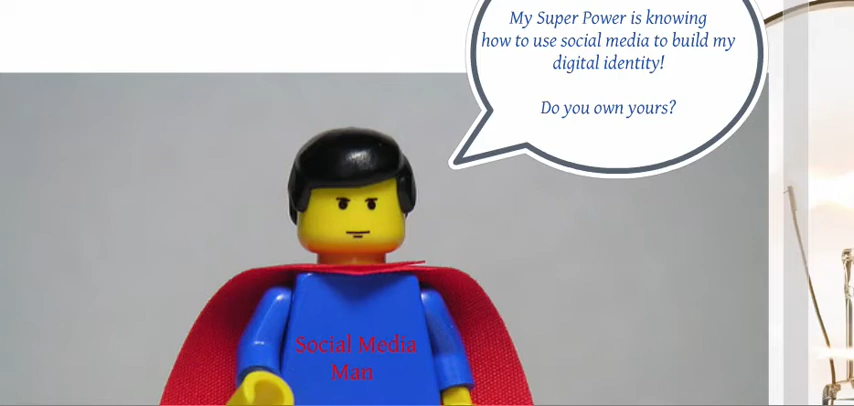 My Super Power is knowing
how to use social media to build my
digital identity!
Do you own yours?
Social Media
Man